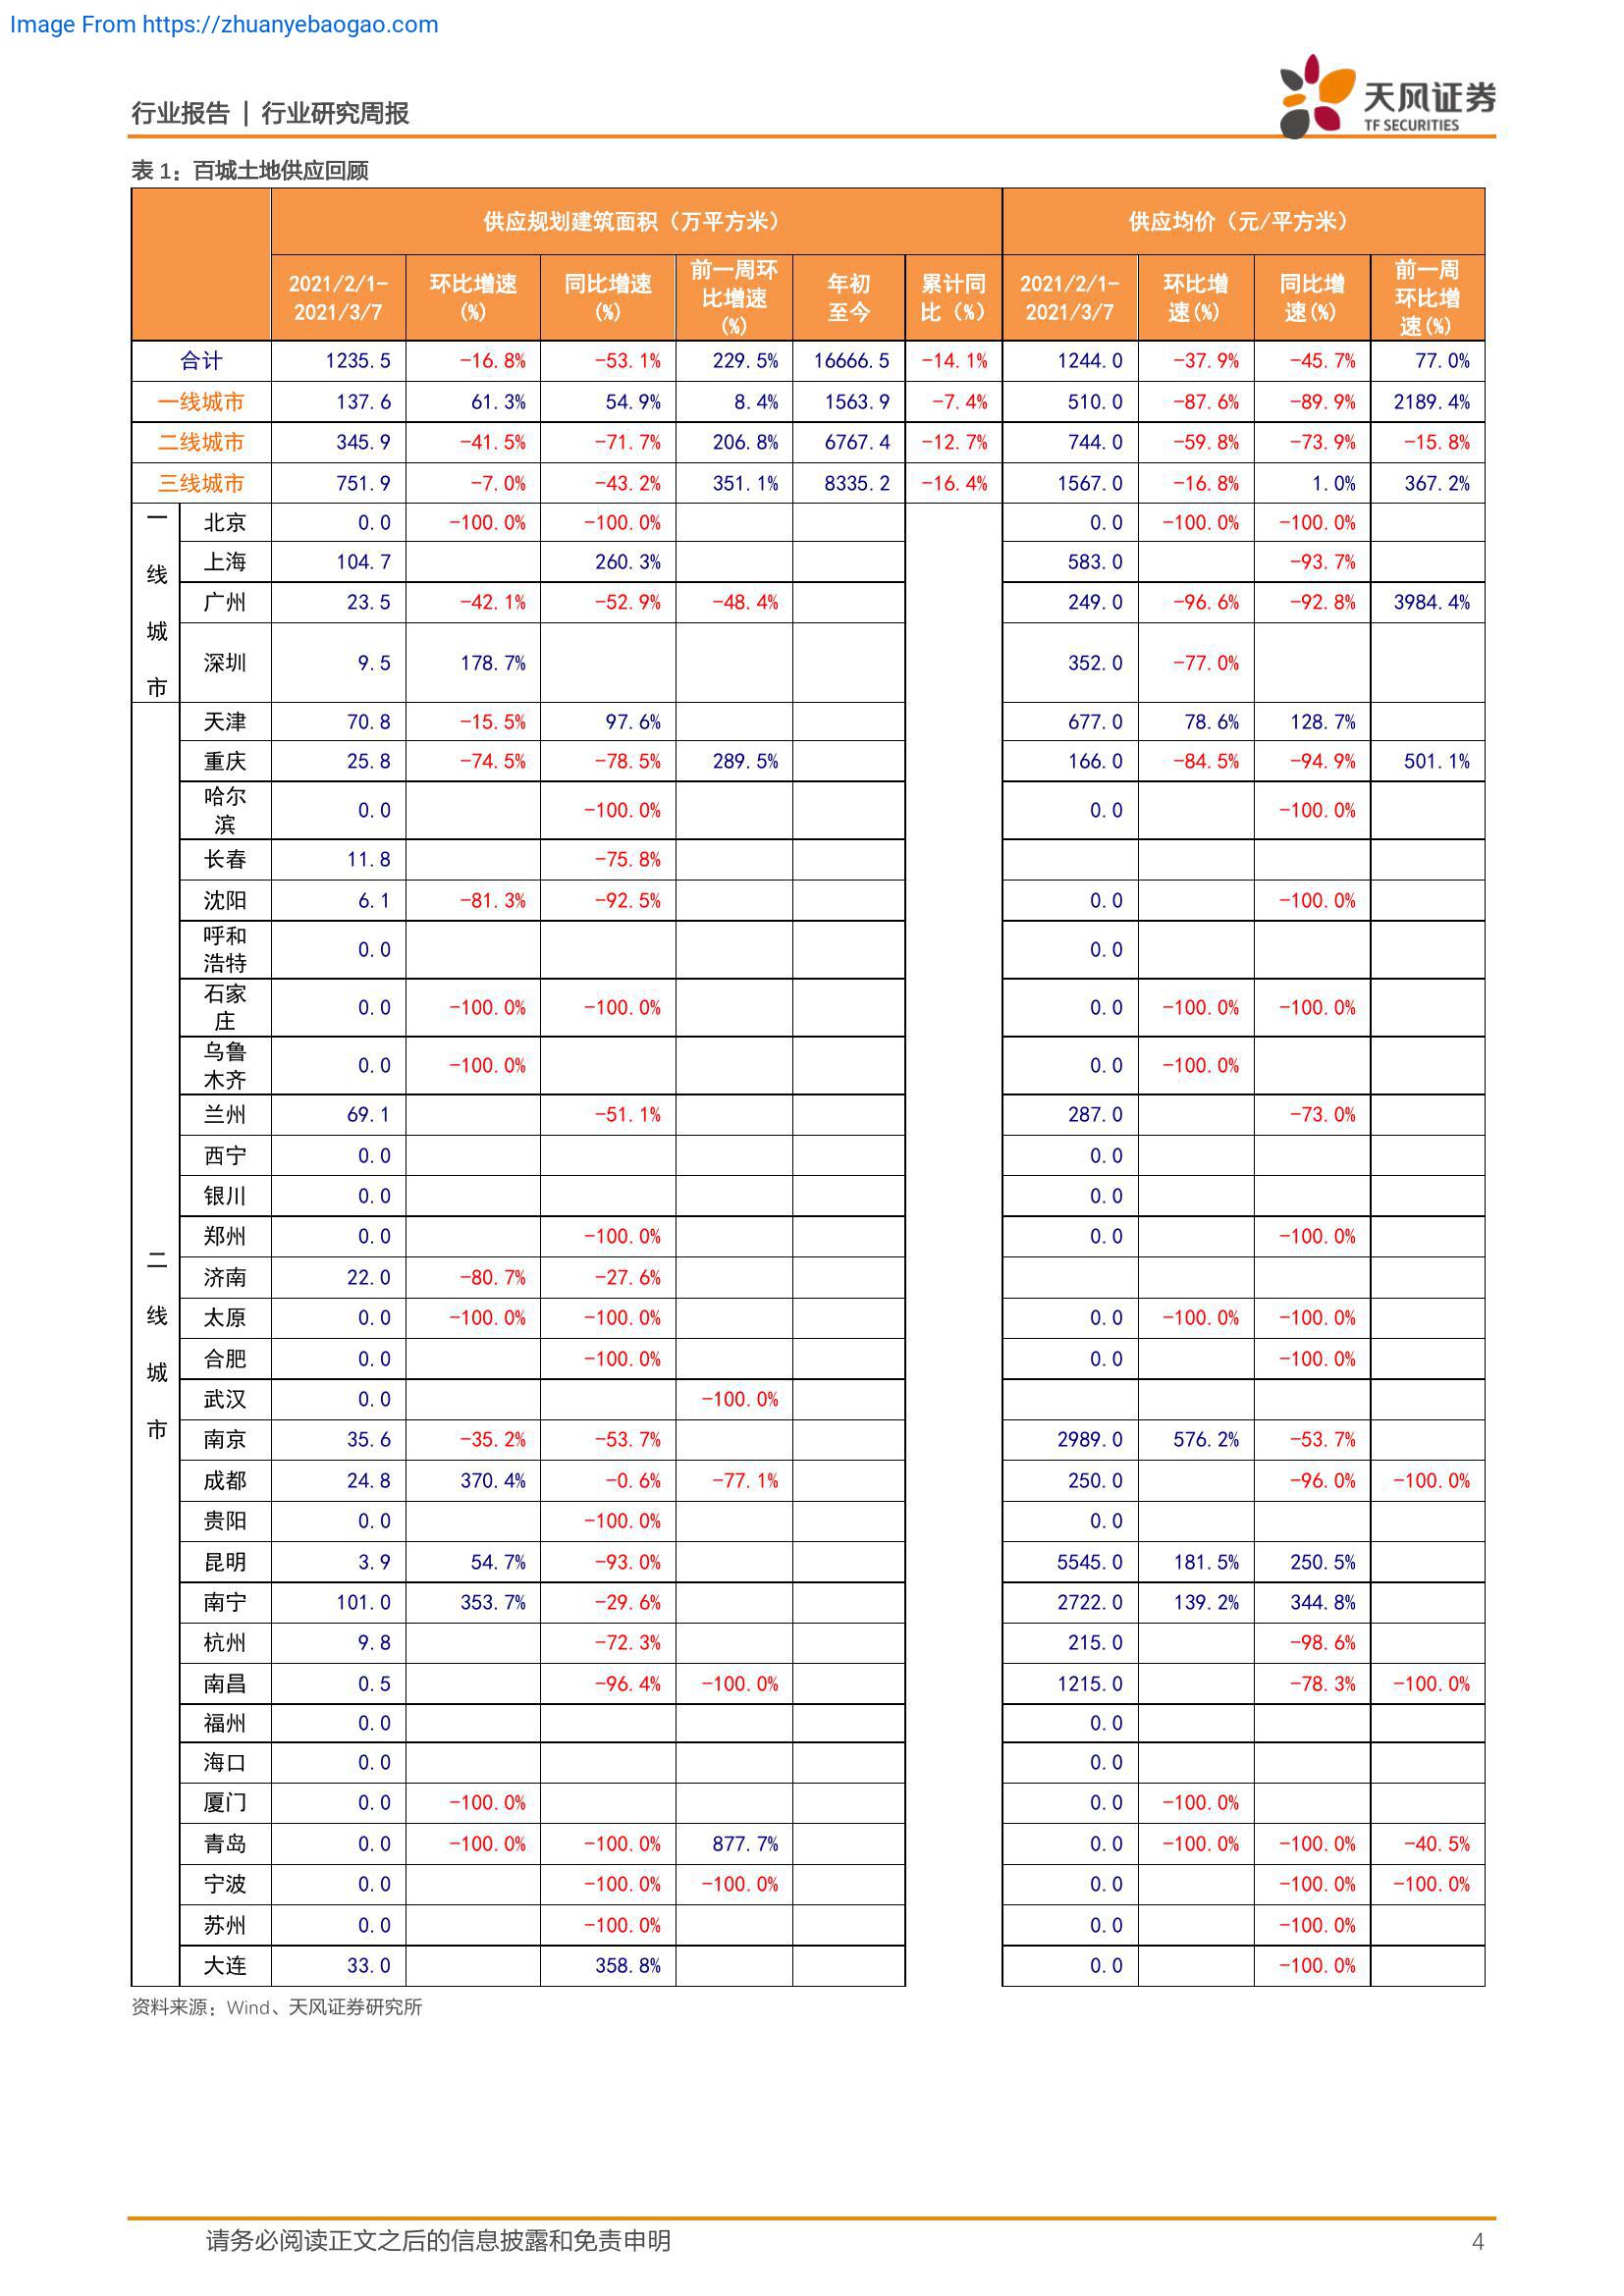 Image From https://zhuanyebaogao.com
行业报告 | 行业研究周报
天风证券
TF SECURITIES
表 1：百城土地供应回顾
供应规划建筑面积（万平方米） 供应均价（元/平方米）
2021/2/1-2021/3/7 环比增速(%) 同比增速(%) 前一周环比增速(%) 年初至今 累计同比（%） 2021/2/1-2021/3/7 环比增速(%) 同比增速(%) 前一周环比增速(%)
合计 1235.5 -16.8% -53.1% 229.5% 16666.5 -14.1% 1244.0 -37.9% -45.7% 77.0%
一线城市 137.6 61.3% 54.9% 8.4% 1563.9 -7.4% 510.0 -87.6% -89.9% 2189.4%
二线城市 345.9 -41.5% -71.7% 206.8% 6767.4 -12.7% 744.0 -59.8% -73.9% -15.8%
三线城市 751.9 -7.0% -43.2% 351.1% 8335.2 -16.4% 1567.0 -16.8% 1.0% 367.2%
一线城市
北京 0.0 -100.0% -100.0% 0.0 -100.0% -100.0%
上海 104.7 260.3% 583.0 -93.7%
广州 23.5 -42.1% -52.9% -48.4% 249.0 -96.6% -92.8% 3984.4%
深圳 9.5 178.7% 352.0 -77.0%
二线城市
天津 70.8 -15.5% 97.6% 677.0 78.6% 128.7%
重庆 25.8 -74.5% -78.5% 289.5% 166.0 -84.5% -94.9% 501.1%
哈尔滨 0.0 -100.0% 0.0 -100.0%
长春 11.8 -75.8%
沈阳 6.1 -81.3% -92.5% 0.0 -100.0%
呼和浩特 0.0 0.0
石家庄 0.0 -100.0% -100.0% 0.0 -100.0% -100.0%
乌鲁木齐 0.0 -100.0% 0.0 -100.0%
兰州 69.1 -51.1% 287.0 -73.0%
西宁 0.0 0.0
银川 0.0 0.0
郑州 0.0 -100.0% 0.0 -100.0%
济南 22.0 -80.7% -27.6%
太原 0.0 -100.0% -100.0% 0.0 -100.0% -100.0%
合肥 0.0 -100.0% 0.0 -100.0%
武汉 0.0 -100.0%
南京 35.6 -35.2% -53.7% 2989.0 576.2% -53.7%
成都 24.8 370.4% -0.6% -77.1% 250.0 -96.0% -100.0%
贵阳 0.0 -100.0% 0.0
昆明 3.9 54.7% -93.0% 5545.0 181.5% 250.5%
南宁 101.0 353.7% -29.6% 2722.0 139.2% 344.8%
杭州 9.8 -72.3% 215.0 -98.6%
南昌 0.5 -96.4% -100.0% 1215.0 -78.3% -100.0%
福州 0.0 0.0
海口 0.0 0.0
厦门 0.0 -100.0% 0.0 -100.0%
青岛 0.0 -100.0% -100.0% 877.7% 0.0 -100.0% -100.0% -40.5%
宁波 0.0 -100.0% -100.0% 0.0 -100.0% -100.0%
苏州 0.0 -100.0% 0.0 -100.0%
大连 33.0 358.8% 0.0 -100.0%
资料来源：Wind、天风证券研究所
请务必阅读正文之后的信息披露和免责申明 4